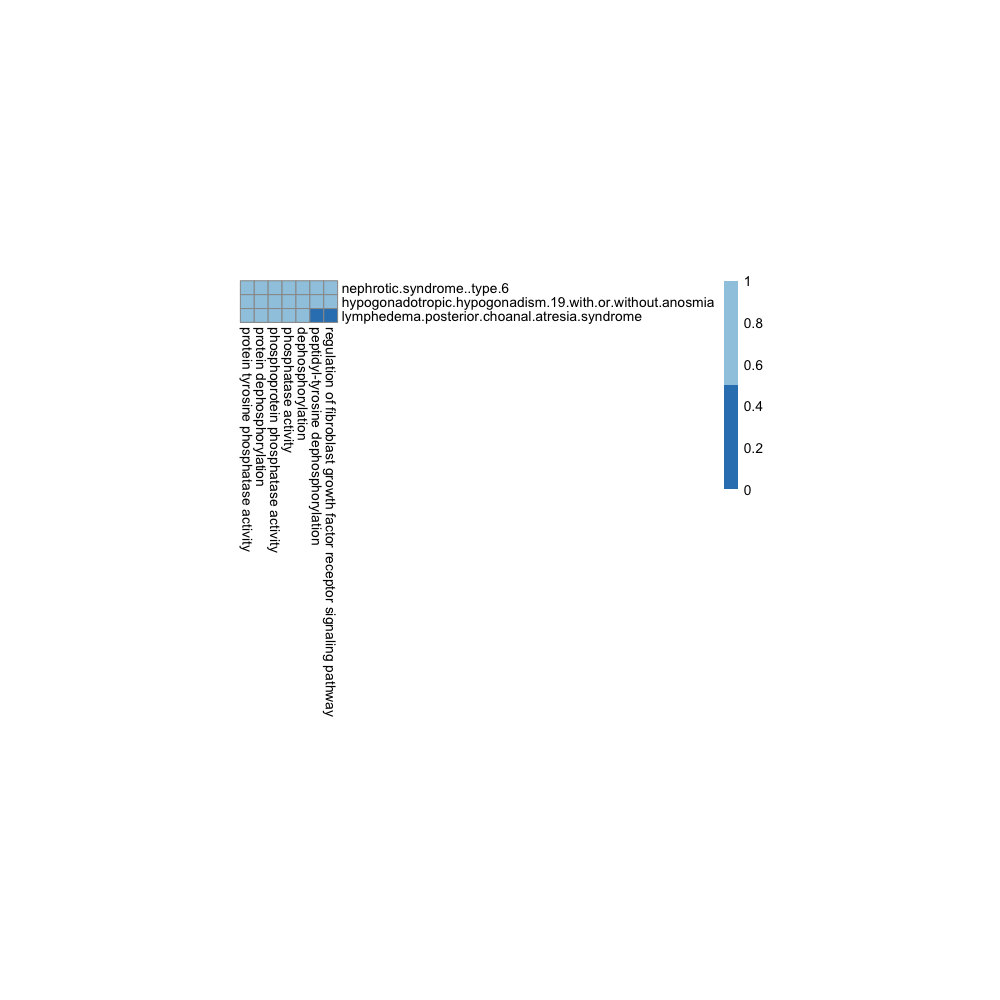 nephrotic.syndrome..type.6
hypogonadotropic.hypogonadism.19.with.or.without.anosmia
lymphedema.posterior.choanal.atresia.syndrome
1
0.8
0.6
0.4
0.2
0
protein tyrosine phosphatase activity
protein dephosphorylation
phosphoprotein phosphatase activity
phosphatase activity
dephosphorylation
peptidyl-tyrosine dephosphorylation
regulation of fibroblast growth factor receptor signaling pathway